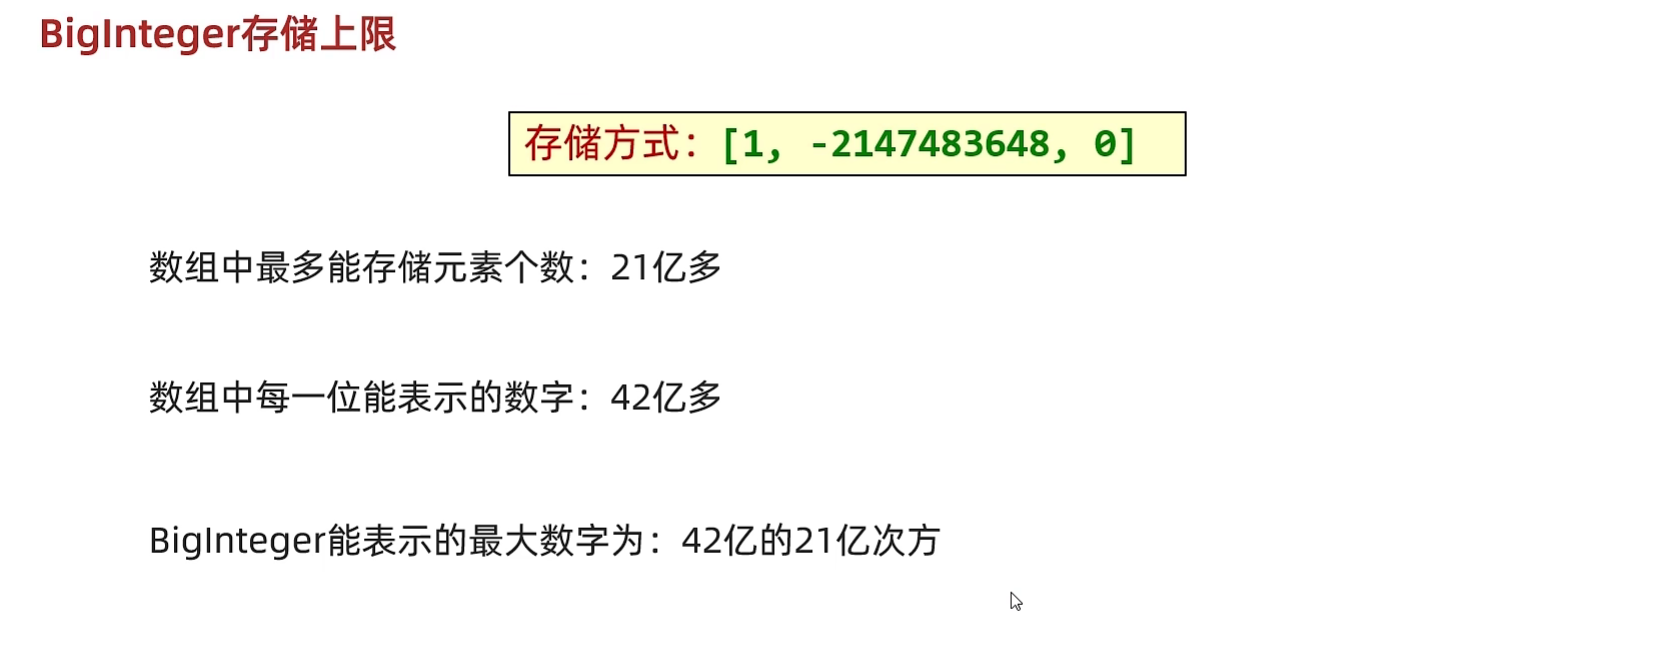 BigInteger存储上限
存储方式：[1, -2147483648, 0]
数组中最多能存储元素个数：21亿多
数组中每一位能表示的数字：42亿多
BigInteger能表示的最大数字为：42亿的21亿次方